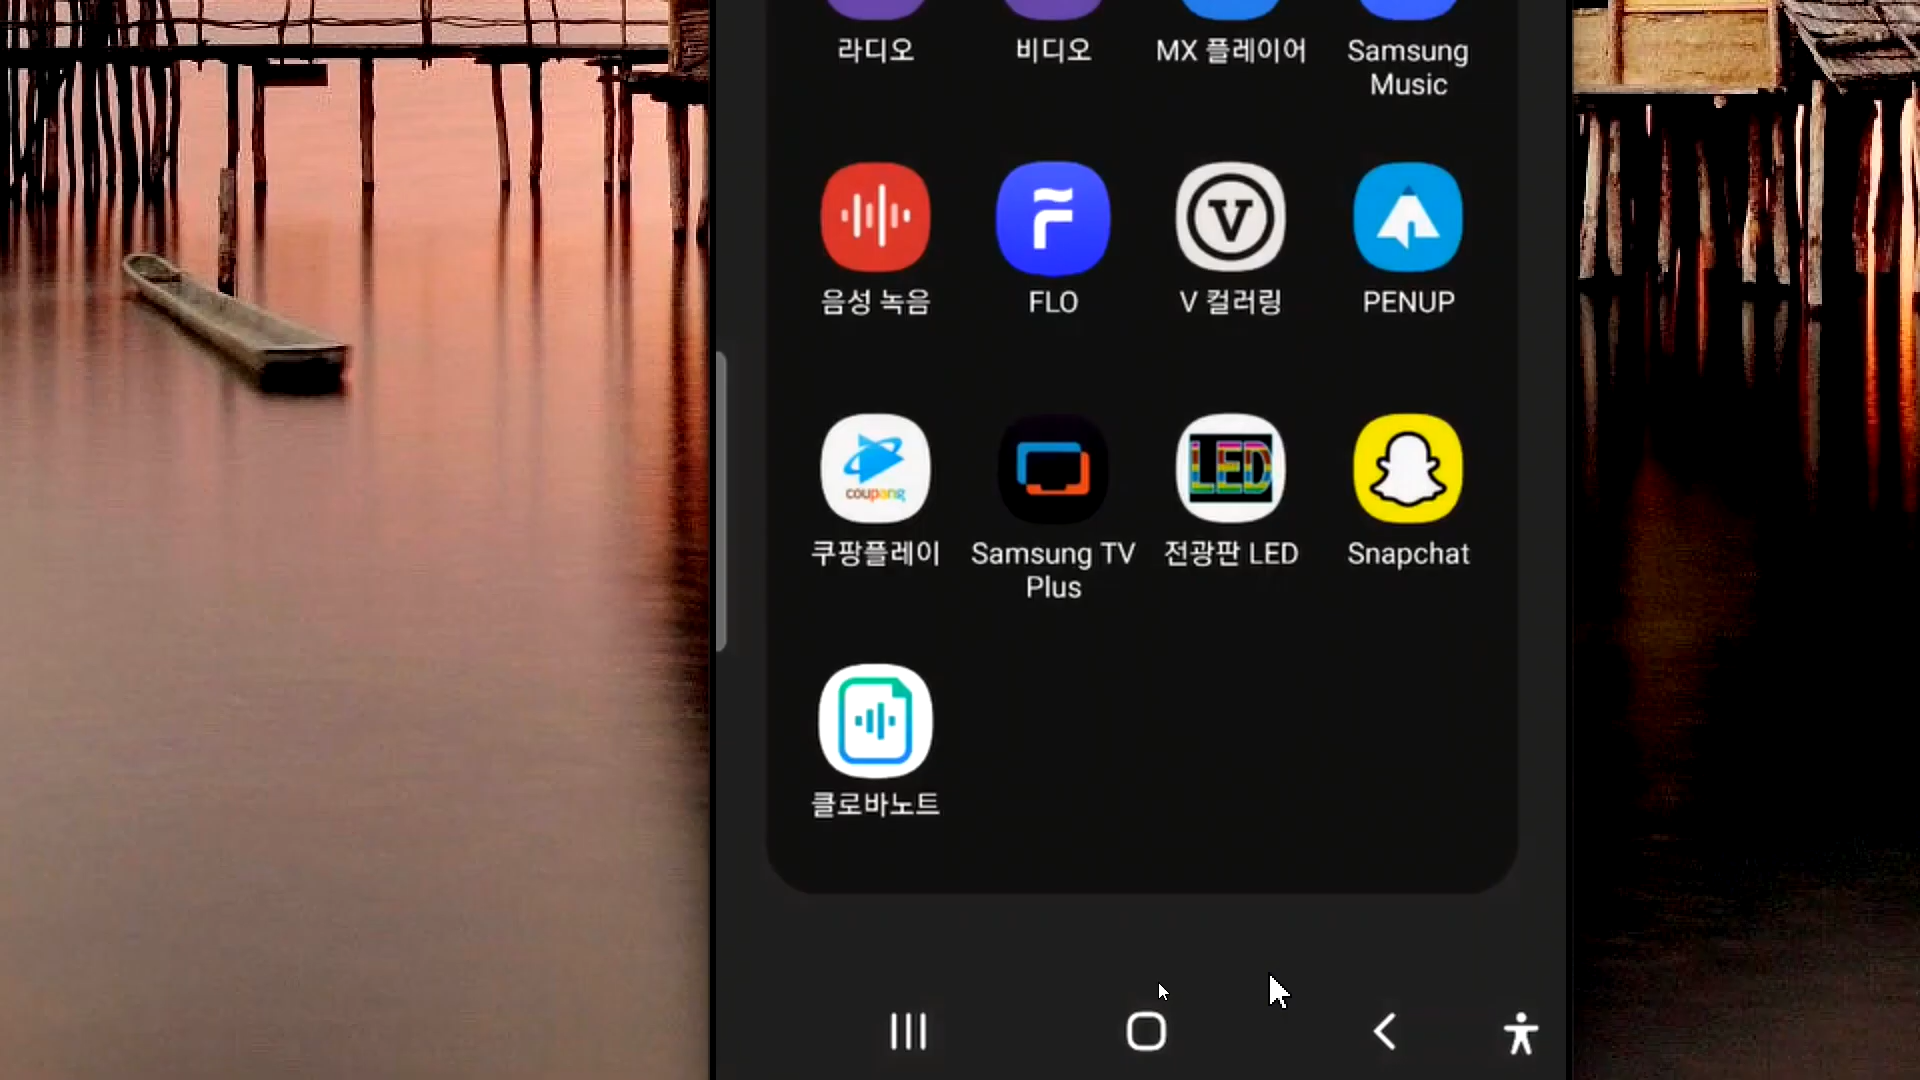 라디오
비디오
MX 플레이어
Samsung
Music
음성 녹음
FLO
V 컬러링
PENUP
coupang
LED
쿠팡플레이
Samsung TV
Plus
전광판 LED
Snapchat
클로바노트